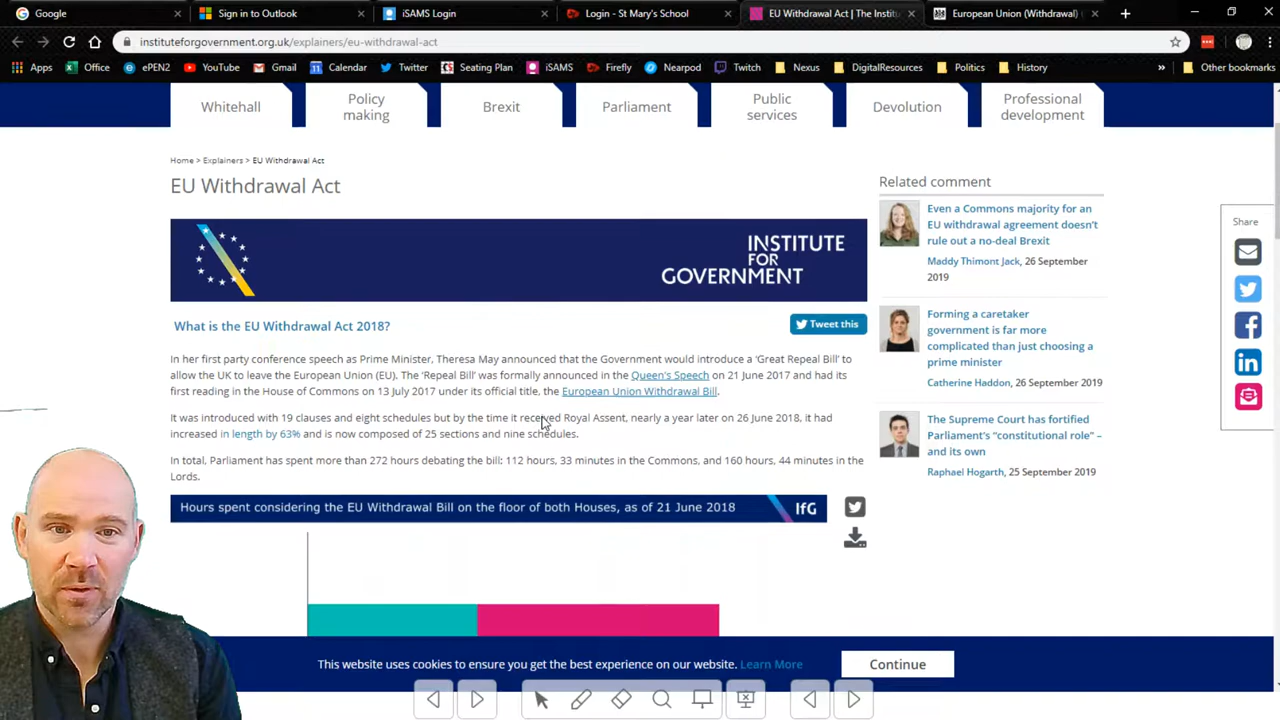 Google
Sign in to Outlook
iSAMS Login
Login - St Mary's School
EU Withdrawal Act | The Instit
European Union (Withdrawal) (
instituteforgovernment.org.uk/explainers/eu-withdrawal-act
Apps
Office
ePEN2
YouTube
Gmail
Calendar
Twitter
Seating Plan
iSAMS
Firefly
Nearpod
Twitch
Nexus
DigitalResources
Politics
History
»
Other bookmarks
Whitehall
Policy
making
Brexit
Parliament
Public
services
Devolution
Professional
development
Home > Explainers > EU Withdrawal Act
EU Withdrawal Act
INSTITUTE
FOR
GOVERNMENT
What is the EU Withdrawal Act 2018?
Tweet this
In her first party conference speech as Prime Minister, Theresa May announced that the Government would introduce a 'Great Repeal Bill' to
allow the UK to leave the European Union (EU). The 'Repeal Bill' was formally announced in the Queen's Speech on 21 June 2017 and had its
first reading in the House of Commons on 13 July 2017 under its official title, the European Union Withdrawal Bill.
It was introduced with 19 clauses and eight schedules but by the time it received Royal Assent, nearly a year later on 26 June 2018, it had
increased in length by 63% and is now composed of 25 sections and nine schedules.
In total, Parliament has spent more than 272 hours debating the bill: 112 hours, 33 minutes in the Commons, and 160 hours, 44 minutes in the
Lords.
Hours spent considering the EU Withdrawal Bill on the floor of both Houses, as of 21 June 2018
IfG
Related comment
Even a Commons majority for an
EU withdrawal agreement doesn't
rule out a no-deal Brexit
Maddy Thimont Jack, 26 September
2019
Forming a caretaker
government is far more
complicated than just choosing a
prime minister
Catherine Haddon, 26 September 2019
The Supreme Court has fortified
Parliament's "constitutional role" –
and its own
Raphael Hogarth, 25 September 2019
Share
This website uses cookies to ensure you get the best experience on our website. Learn More
Continue